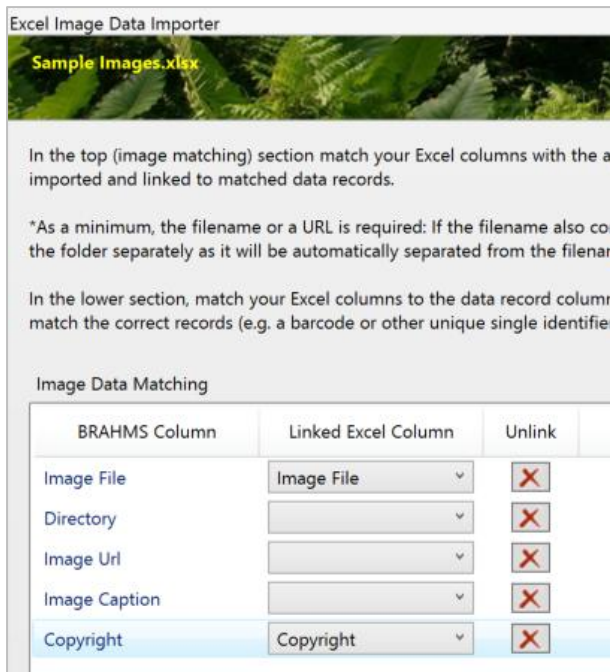 Excel Image Data Importer
Sample Images.xlsx
In the top (image matching) section match your Excel columns with the a
imported and linked to matched data records.
*As a minimum, the filename or a URL is required: If the filename also co
the folder separately as it will be automatically separated from the filenar
In the lower section, match your Excel columns to the data record column
match the correct records (e.g. a barcode or other unique single identifie
Image Data Matching
BRAHMS Column Linked Excel Column Unlink
Image File Image File
Directory
Image Url
Image Caption
Copyright Copyright